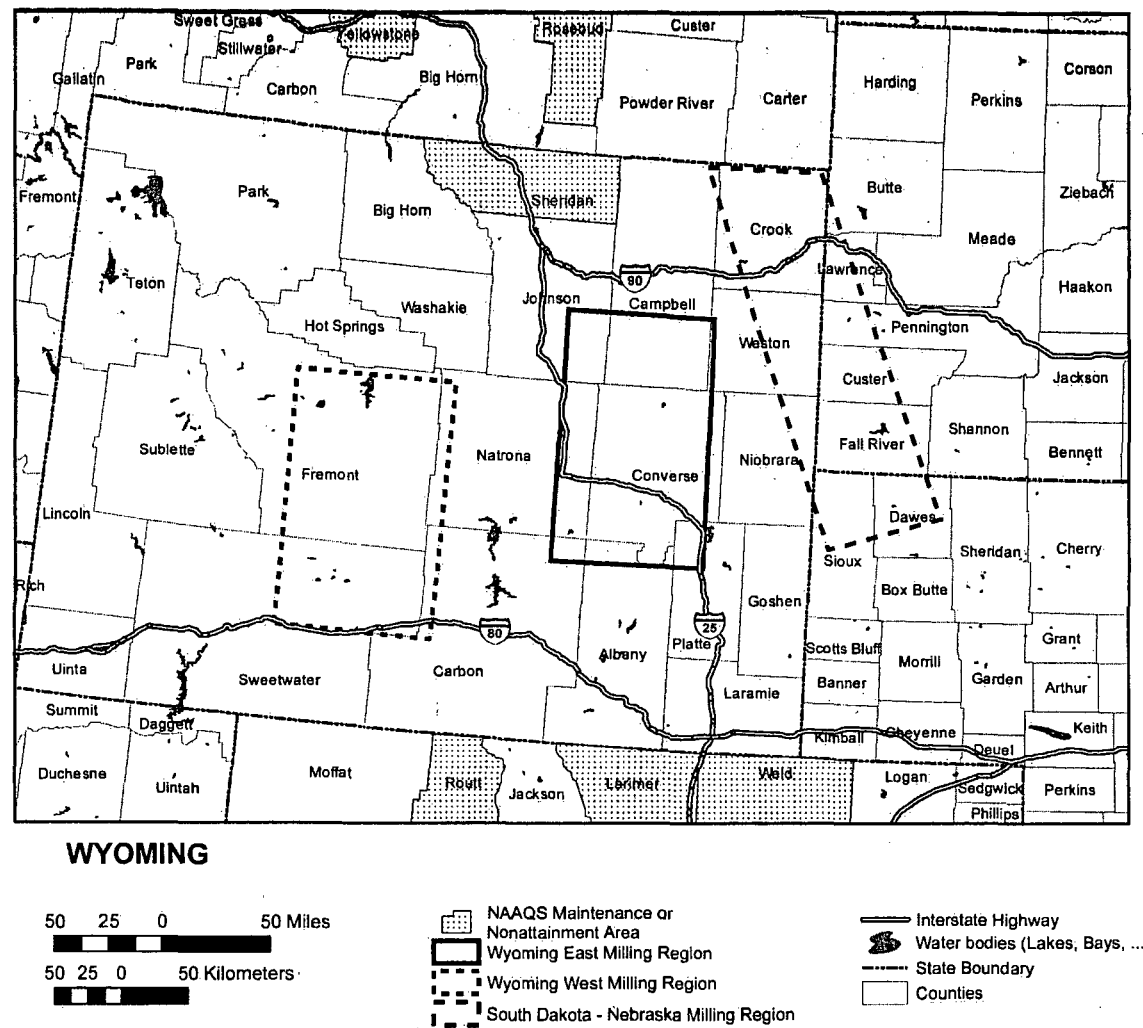 Sweet Grass
Yellowstone
Rosebud
Custer
Stillwater
Park
Gallatin
Carbon
Big Horn
Powder River
Carter
Harding
Perkins
Corson
Fremont
Park
Big Horn
Sheridan
Butte
Ziebach
Crook
Meade
Teton
Lawrence
Haakon
90
Johnson
Campbell
Washakie
Hot Springs
Pennington
Weston
Custer
Jackson
Sublette
Fremont
Natrona
Converse
Niobrara
Fall River
Shannon
Bennett
Lincoln
Dawes
Sioux
Sheridan
Cherry
Rich
Box Butte
Goshen
80
25
Albany
Platte
Scotts Bluff
Morrill
Grant
Uinta
Sweetwater
Carbon
Laramie
Banner
Garden
Arthur
Summit
Daggett
Kimball
Cheyenne
Keith
Deuel
Duchesne
Uintah
Moffat
Routt
Jackson
Larimer
Weld
Logan
Sedgwick
Perkins
Phillips
WYOMING
50 25 0 50 Miles
50 25 0 50 Kilometers
NAAQS Maintenance or
Nonattainment Area
Wyoming East Milling Region
Wyoming West Milling Region
South Dakota - Nebraska Milling Region
Interstate Highway
Water bodies (Lakes, Bays, ...
State Boundary
Counties